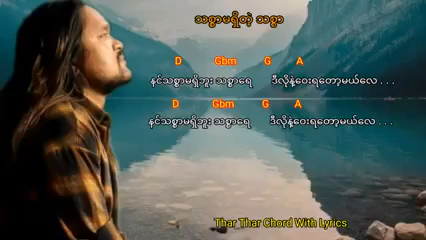 သစ္စာမရှိတဲ့ သစ္စာ
D Gbm G A
နင်သစ္စာမရှိဘူး သစ္စာရေ ဒီလိုနဲ့ဝေးရတော့မယ်လေ . . .
D Gbm G A
နင်သစ္စာမရှိဘူး သစ္စာရေ ဒီလိုနဲ့ဝေးရတော့မယ်လေ . . .
Thar Thar Chord With Lyrics